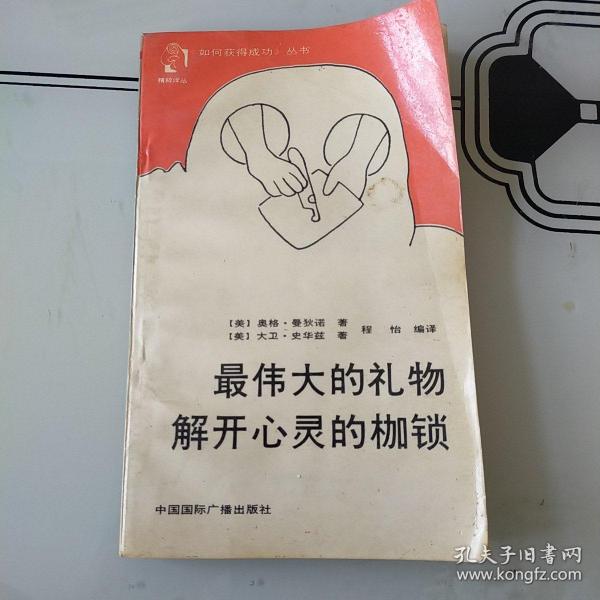 如何获得成功》丛书
精粹译丛
[美] 奥格·曼狄诺 著
[美] 大卫·史华兹 著 程 怡 编译
最伟大的礼物
解开心灵的枷锁
中国国际广播出版社
孔夫子旧书网
www.kongfz.com